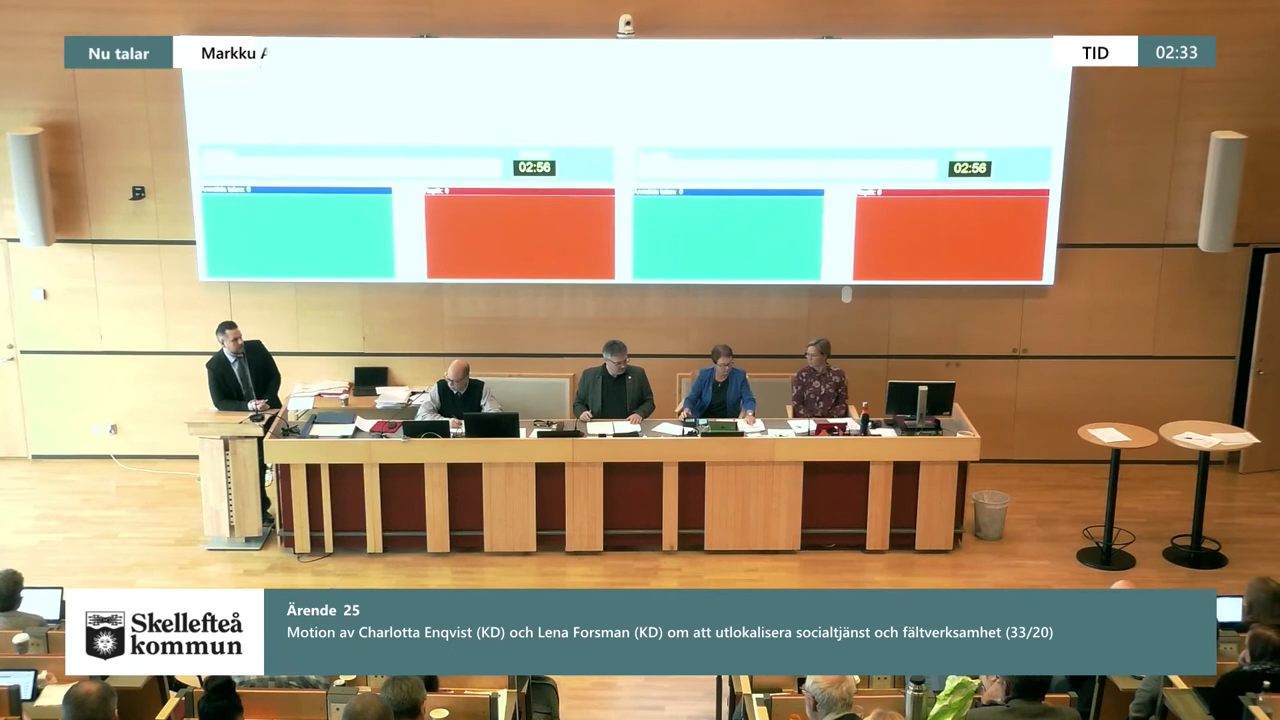 Nu talar
Markku
TID
02:33
02:56
02:56
Skellefteå
kommun
Ärende 25
Motion av Charlotta Enqvist (KD) och Lena Forsman (KD) om att utlokalisera socialtjänst och fältverksamhet (33/20)